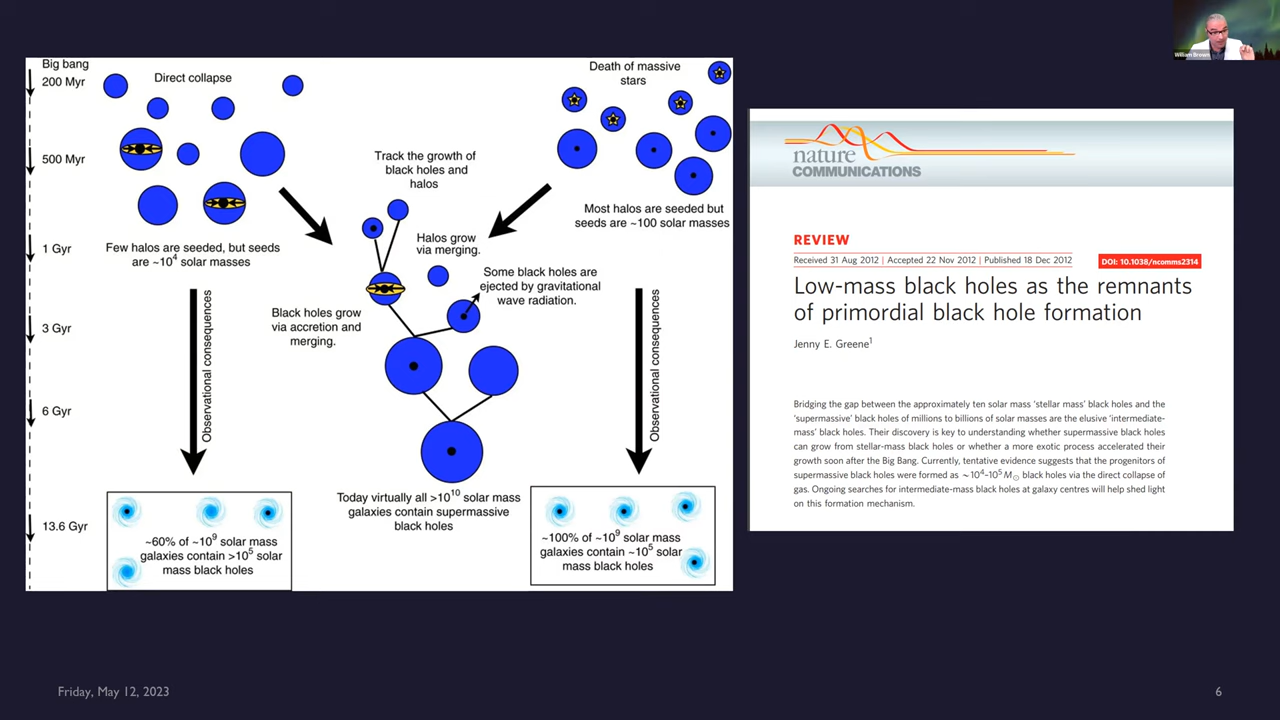 William Brown
Big bang
200 Myr
500 Myr
1 Gyr
3 Gyr
6 Gyr
13.6 Gyr
Direct collapse
Few halos are seeded, but seeds
are ~10⁴ solar masses
Observational consequences
~60% of ~10⁹ solar mass
galaxies contain >10⁵ solar
mass black holes
Track the growth of
black holes and
halos
Halos grow
via merging.
Some black holes are
ejected by gravitational
wave radiation.
Black holes grow
via accretion and
merging.
Today virtually all >10¹⁰ solar mass
galaxies contain supermassive
black holes
Death of massive
stars
Most halos are seeded but
seeds are ~100 solar masses
Observational consequences
~100% of ~10⁹ solar mass
galaxies contain ~10⁵ solar
mass black holes
nature
COMMUNICATIONS
REVIEW
Received 31 Aug 2012 | Accepted 22 Nov 2012 | Published 18 Dec 2012
DOI: 10.1038/ncomms2314
Low-mass black holes as the remnants
of primordial black hole formation
Jenny E. Greene¹
Bridging the gap between the approximately ten solar mass 'stellar mass' black holes and the
'supermassive' black holes of millions to billions of solar masses are the elusive 'intermediate-
mass' black holes. Their discovery is key to understanding whether supermassive black holes
can grow from stellar-mass black holes or whether a more exotic process accelerated their
growth soon after the Big Bang. Currently, tentative evidence suggests that the progenitors of
supermassive black holes were formed as ~10⁴–10⁵ M☉ black holes via the direct collapse of
gas. Ongoing searches for intermediate-mass black holes at galaxy centres will help shed light
on this formation mechanism.
Friday, May 12, 2023
6